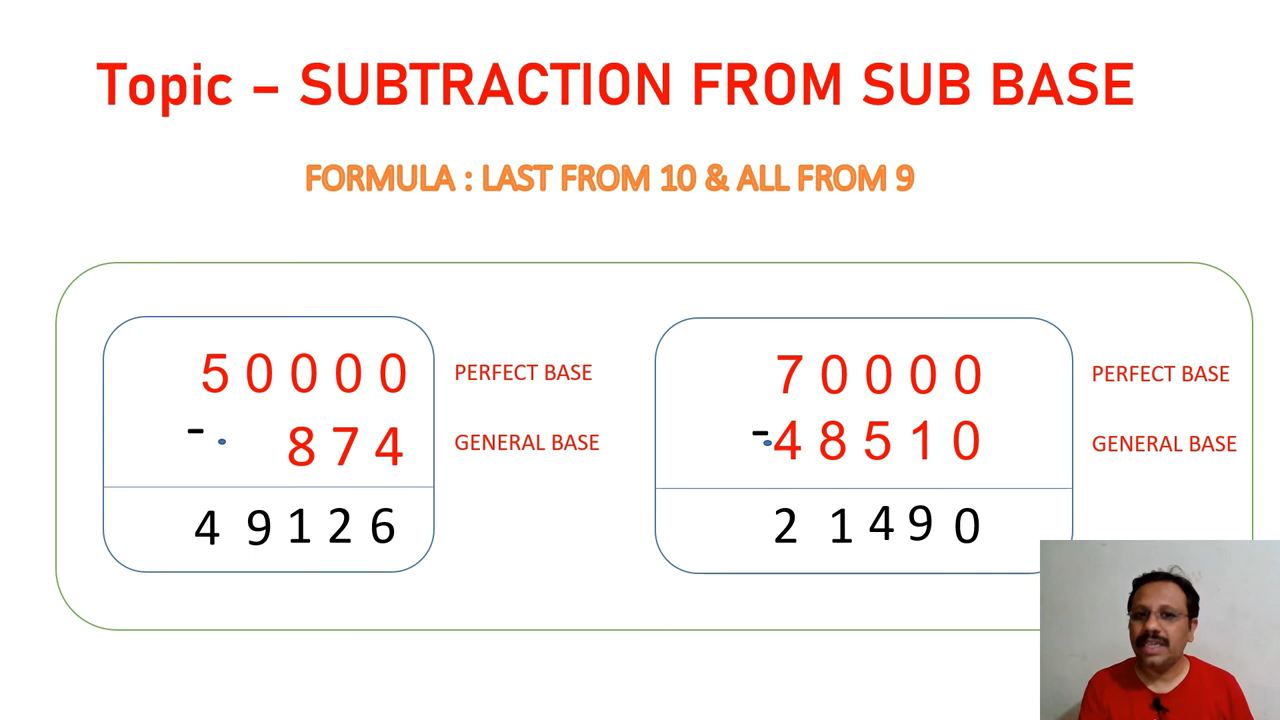 Topic – SUBTRACTION FROM SUB BASE
FORMULA : LAST FROM 10 & ALL FROM 9
5 0 0 0 0 PERFECT BASE
- 8 7 4 GENERAL BASE
4 9 1 2 6
7 0 0 0 0 PERFECT BASE
- 4 8 5 1 0 GENERAL BASE
2 1 4 9 0